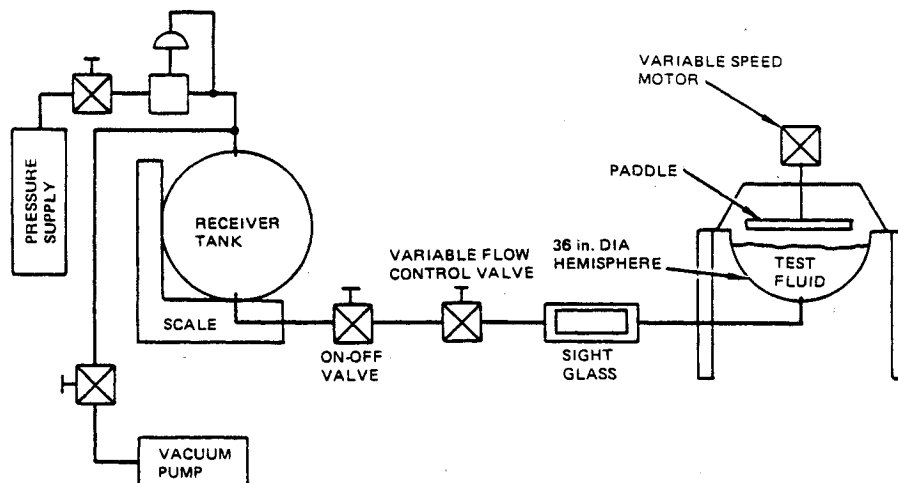 VARIABLE SPEED
MOTOR
PADDLE
PRESSURE
SUPPLY
RECEIVER
TANK
VARIABLE FLOW
CONTROL VALVE
36 in. DIA
HEMISPHERE
TEST
FLUID
SCALE
ON-OFF
VALVE
SIGHT
GLASS
VACUUM
PUMP